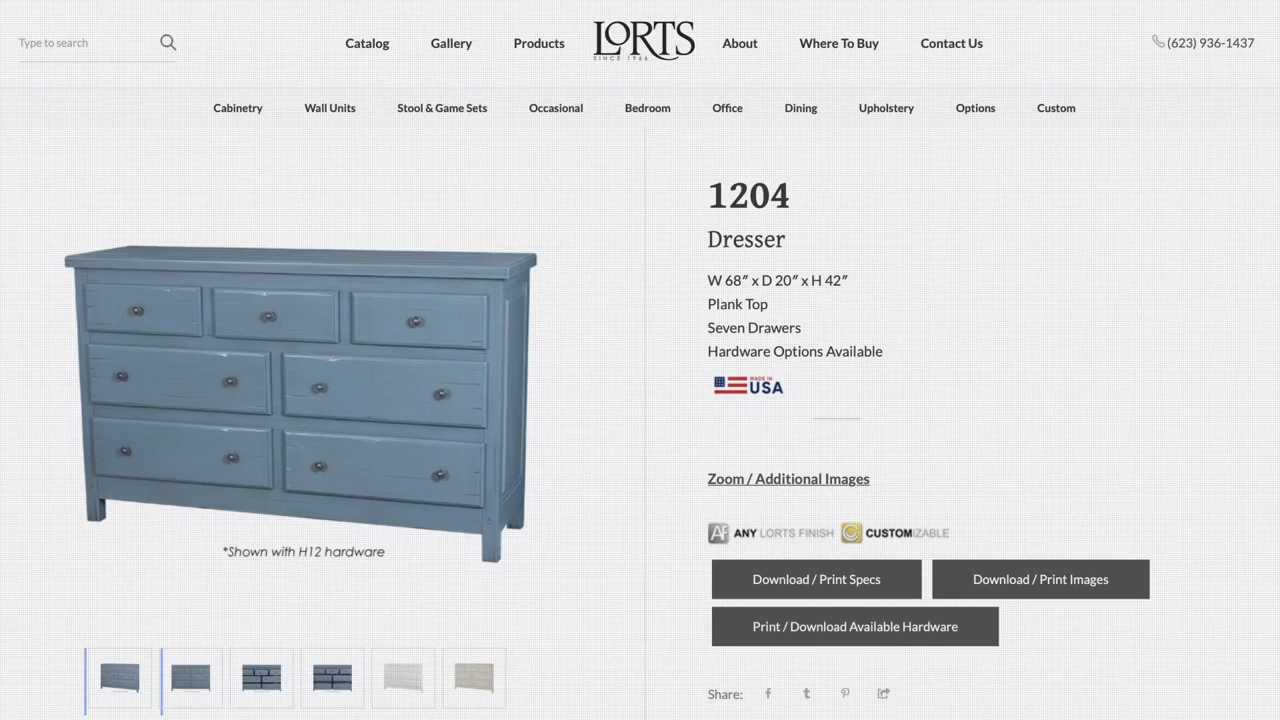 Type to search
Catalog
Gallery
Products
LORTS
SINCE 1966
About
Where To Buy
Contact Us
(623) 936-1437
Cabinetry
Wall Units
Stool & Game Sets
Occasional
Bedroom
Office
Dining
Upholstery
Options
Custom
*Shown with H12 hardware
1204
Dresser
W 68″ x D 20″ x H 42″
Plank Top
Seven Drawers
Hardware Options Available
MADE IN
USA
Zoom / Additional Images
AF ANY LORTS FINISH
C CUSTOMIZABLE
Download / Print Specs
Download / Print Images
Print / Download Available Hardware
Share: